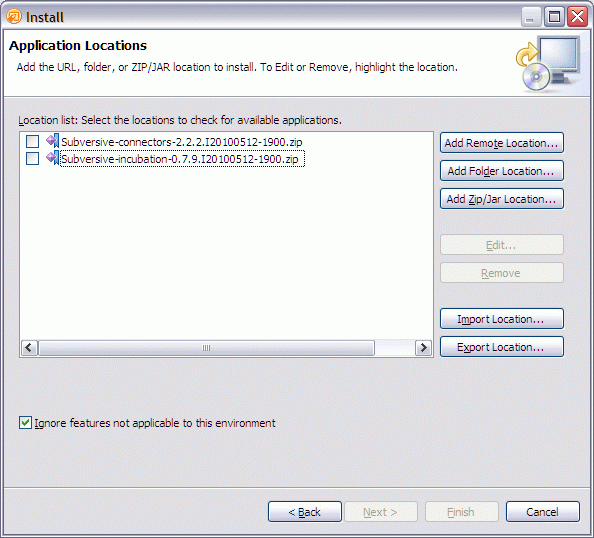 Install
Application Locations
Add the URL, folder, or ZIP/JAR location to install. To Edit or Remove, highlight the location.
Location list: Select the locations to check for available applications.
Subversive-connectors-2.2.2.I20100512-1900.zip
Subversive-incubation-0.7.9.I20100512-1900.zip
Add Remote Location...
Add Folder Location...
Add Zip/Jar Location...
Edit...
Remove
Import Location...
Export Location...
Ignore features not applicable to this environment
< Back
Next >
Finish
Cancel